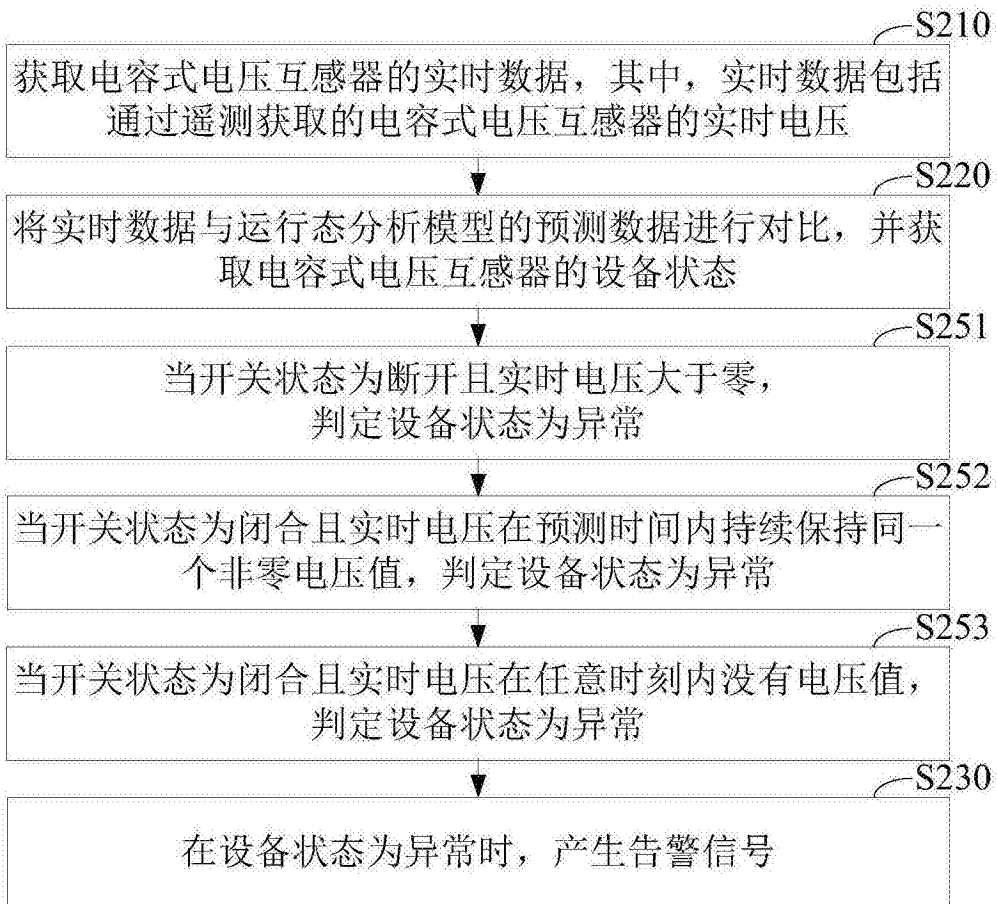 S210
获取电容式电压互感器的实时数据，其中，实时数据包括
通过遥测获取的电容式电压互感器的实时电压
S220
将实时数据与运行态分析模型的预测数据进行对比，并获
取电容式电压互感器的设备状态
S251
当开关状态为断开且实时电压大于零，
判定设备状态为异常
S252
当开关状态为闭合且实时电压在预测时间内持续保持同一
个非零电压值，判定设备状态为异常
S253
当开关状态为闭合且实时电压在任意时刻内没有电压值，
判定设备状态为异常
S230
在设备状态为异常时，产生告警信号